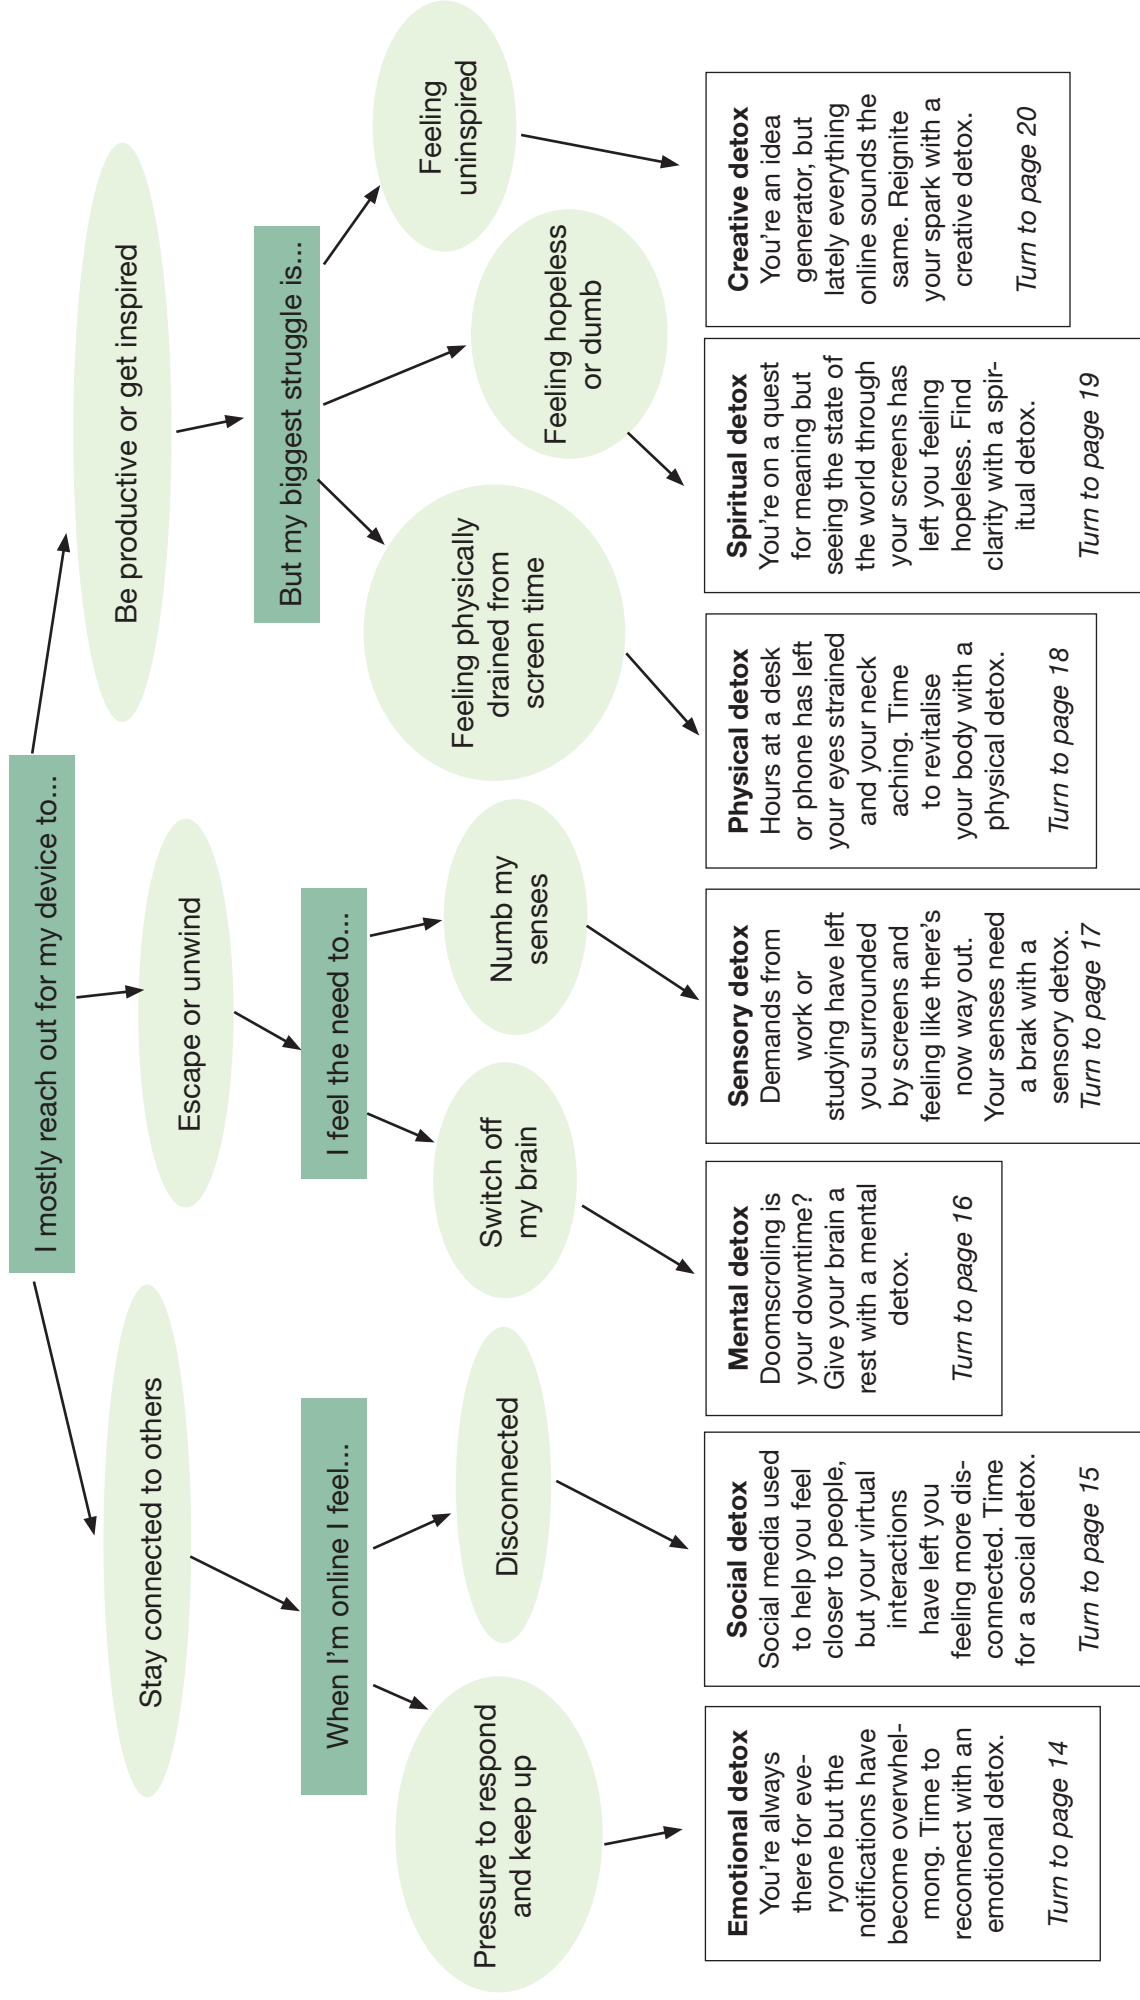 I mostly reach out for my device to...
Stay connected to others
Escape or unwind
Be productive or get inspired
When I'm online I feel...
I feel the need to...
But my biggest struggle is...
Pressure to respond
and keep up
Disconnected
Switch off
my brain
Numb my
senses
Feeling physically
drained from
screen time
Feeling hopeless
or dumb
Feeling
uninspired
Emotional detox
You're always
there for eve-
ryone but the
notifications have
become overwhel-
mong. Time to
reconnect with an
emotional detox.
Turn to page 14
Social detox
Social media used
to help you feel
closer to people,
but your virtual
interactions
have left you
feeling more dis-
connected. Time
for a social detox.
Turn to page 15
Mental detox
Doomscroling is
your downtime?
Give your brain a
rest with a mental
detox.
Turn to page 16
Sensory detox
Demands from
work or
studying have left
you surrounded
by screens and
feeling like there's
now way out.
Your senses need
a brak with a
sensory detox.
Turn to page 17
Physical detox
Hours at a desk
or phone has left
your eyes strained
and your neck
aching. Time
to revitalise
your body with a
physical detox.
Turn to page 18
Spiritual detox
You're on a quest
for meaning but
seeing the state of
the world through
your screens has
left you feeling
hopeless. Find
clarity with a spir-
itual detox.
Turn to page 19
Creative detox
You're an idea
generator, but
lately everything
online sounds the
same. Reignite
your spark with a
creative detox.
Turn to page 20